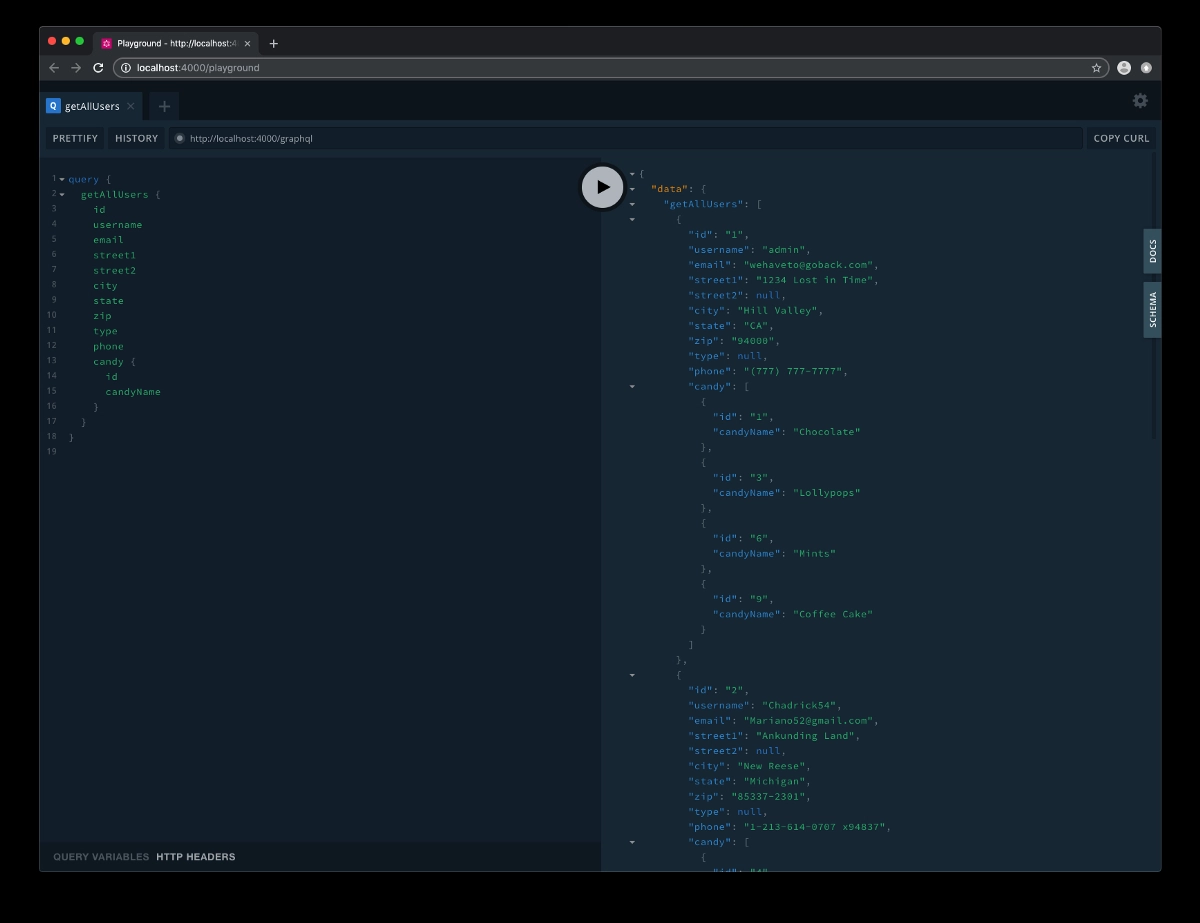 Playground - http://localhost:4
localhost:4000/playground
Q getAllUsers
PRETTIFY HISTORY http://localhost:4000/graphql COPY CURL
1 query {
2 getAllUsers {
3 id
4 username
5 email
6 street1
7 street2
8 city
9 state
10 zip
11 type
12 phone
13 candy {
14 id
15 candyName
16 }
17 }
18 }
19
{
"data": {
"getAllUsers": [
{
"id": "1",
"username": "admin",
"email": "wehaveto@goback.com",
"street1": "1234 Lost in Time",
"street2": null,
"city": "Hill Valley",
"state": "CA",
"zip": "94000",
"type": null,
"phone": "(777) 777-7777",
"candy": [
{
"id": "1",
"candyName": "Chocolate"
},
{
"id": "3",
"candyName": "Lollypops"
},
{
"id": "6",
"candyName": "Mints"
},
{
"id": "9",
"candyName": "Coffee Cake"
}
]
},
{
"id": "2",
"username": "Chadrick54",
"email": "Mariano52@gmail.com",
"street1": "Ankunding Land",
"street2": null,
"city": "New Reese",
"state": "Michigan",
"zip": "85337-2301",
"type": null,
"phone": "1-213-614-0707 x94837",
"candy": [
{
DOCS
SCHEMA
QUERY VARIABLES HTTP HEADERS